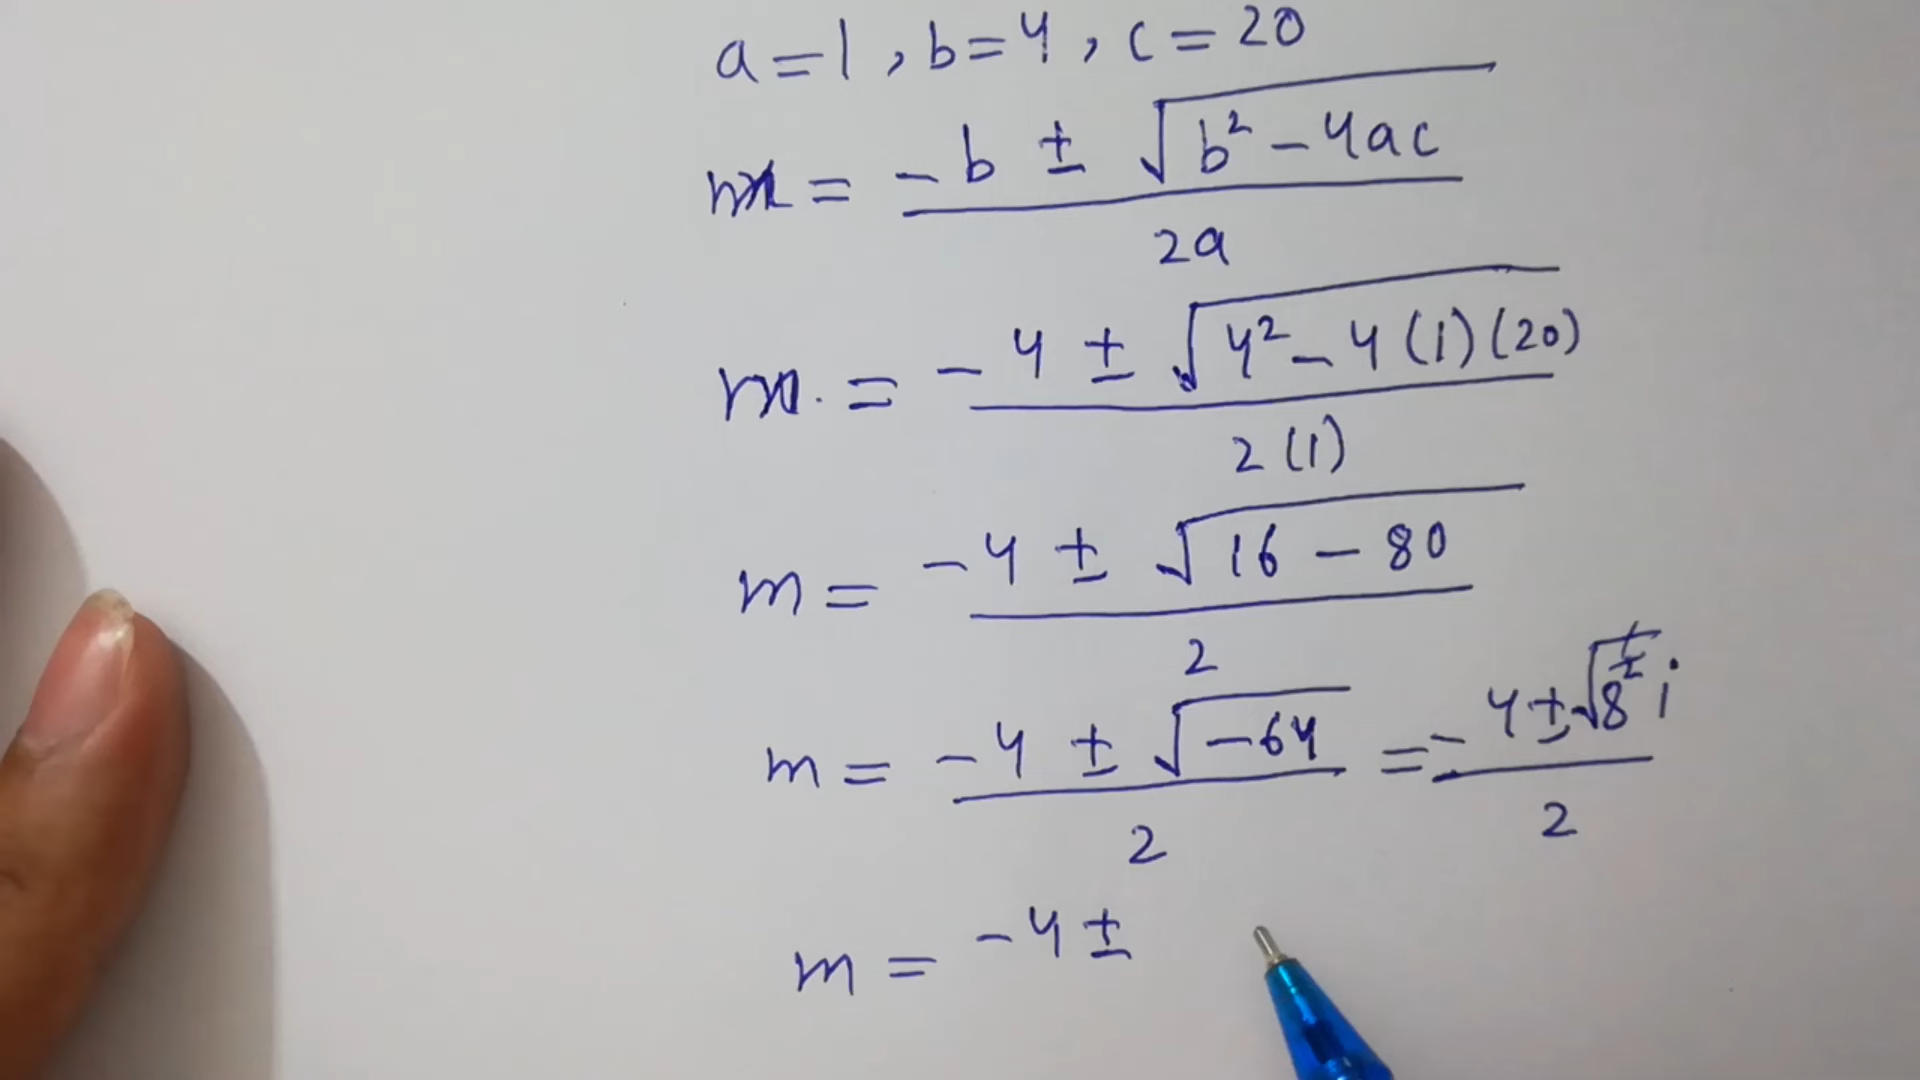 a = 1 , b = 4 , c = 20
m = -b ± √(b² - 4ac) / 2a
m = -4 ± √(4² - 4(1)(20)) / 2(1)
m = -4 ± √(16 - 80) / 2
m = -4 ± √(-64) / 2 = -4 ± √(8²) i / 2
m = -4 ±